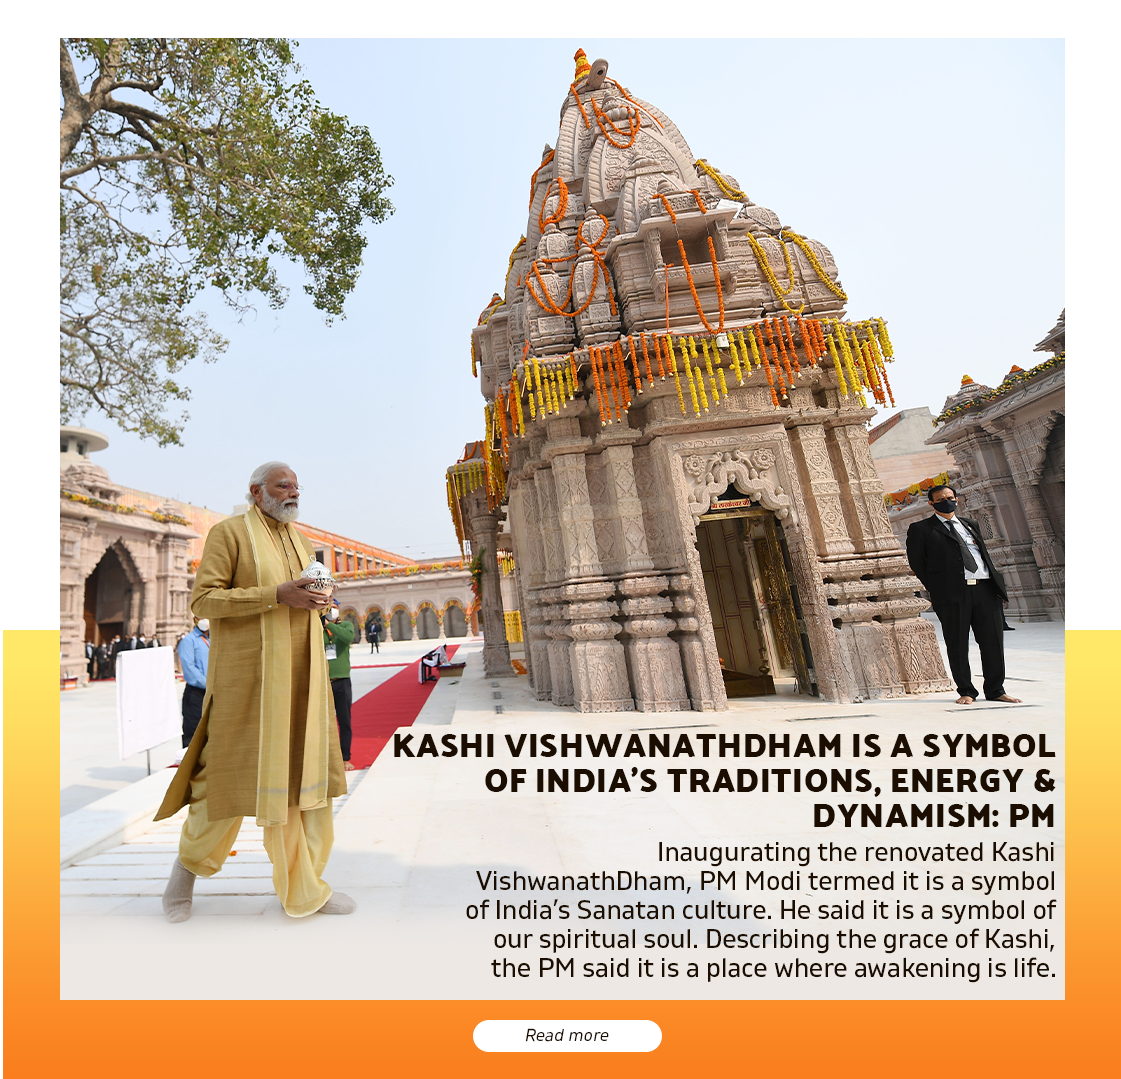 KASHI VISHWANATHDHAM IS A SYMBOL
OF INDIA'S TRADITIONS, ENERGY &
DYNAMISM: PM
Inaugurating the renovated Kashi
VishwanathDham, PM Modi termed it is a symbol
of India's Sanatan culture. He said it is a symbol of
our spiritual soul. Describing the grace of Kashi,
the PM said it is a place where awakening is life.
Read more